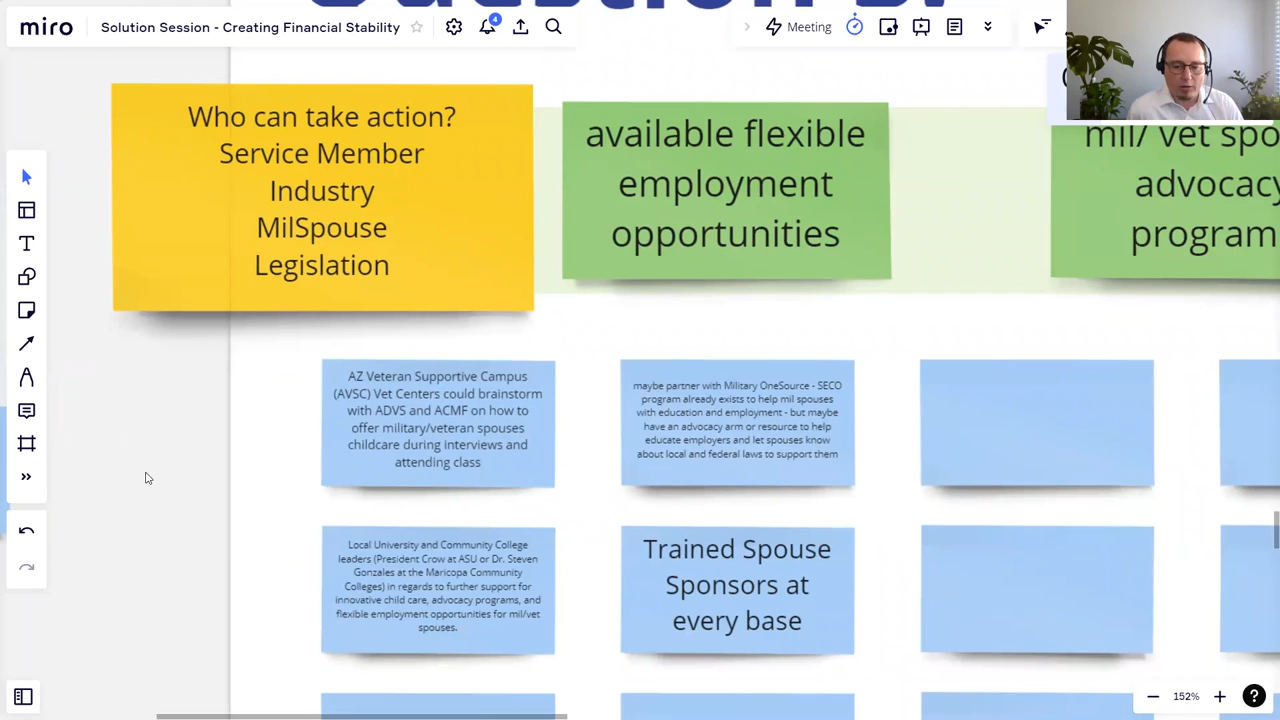 miro
Solution Session - Creating Financial Stability
4
Meeting
Who can take action?
Service Member
Industry
MilSpouse
Legislation
available flexible
employment
opportunities
mil/ vet spo
advocacy
program
AZ Veteran Supportive Campus
(AVSC) Vet Centers could brainstorm
with ADVS and ACMF on how to
offer military/veteran spouses
childcare during interviews and
attending class
maybe partner with Military OneSource - SECO
program already exists to help mil spouses
with education and employment - but maybe
have an advocacy arm or resource to help
educate employers and let spouses know
about local and federal laws to support them
Local University and Community College
leaders (President Crow at ASU or Dr. Steven
Gonzales at the Maricopa Community
Colleges) in regards to further support for
innovative child care, advocacy programs, and
flexible employment opportunities for mil/vet
spouses.
Trained Spouse
Sponsors at
every base
152%